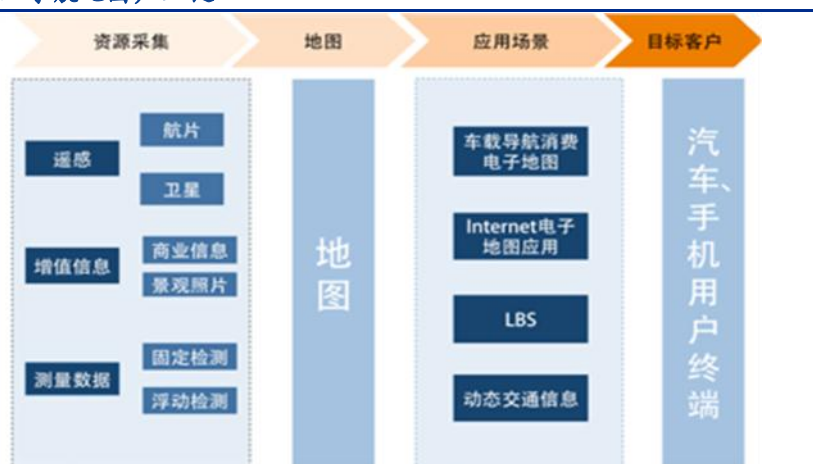 资源采集
地图
应用场景
目标客户
遥感
航片
卫星
增值信息
商业信息
景观照片
测量数据
固定检测
浮动检测
地
图
车载导航消费
电子地图
Internet电子
地图应用
LBS
动态交通信息
汽
车、
手
机
用
户
终
端